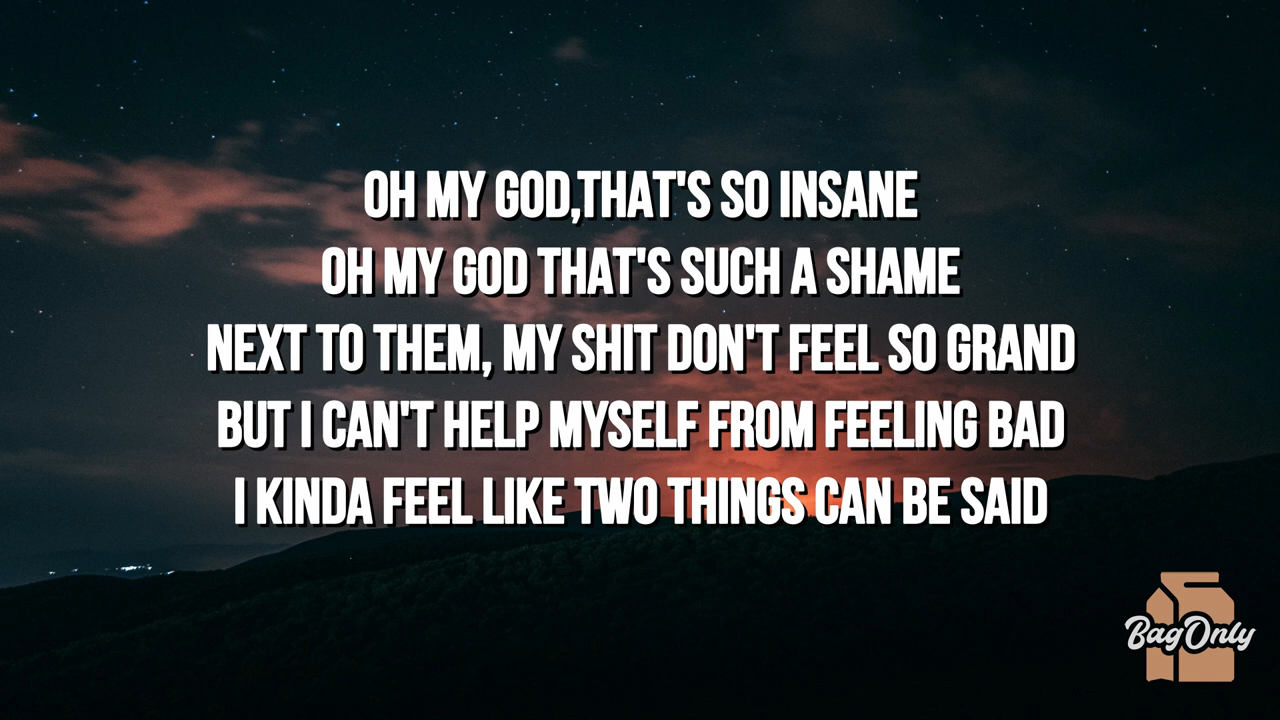 OH MY GOD,THAT'S SO INSANE
OH MY GOD THAT'S SUCH A SHAME
NEXT TO THEM, MY SHIT DON'T FEEL SO GRAND
BUT I CAN'T HELP MYSELF FROM FEELING BAD
I KINDA FEEL LIKE TWO THINGS CAN BE SAID
BagOnly